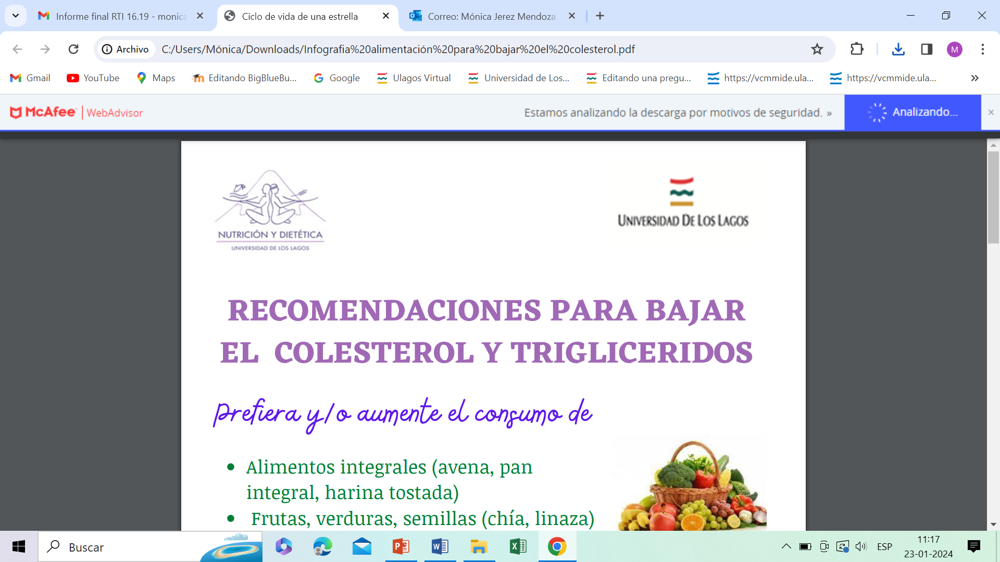 Informe final RTI 16.19 - monica
Ciclo de vida de una estrella
Correo: Mónica Jerez Mendoza
Archivo
C:/Users/Mónica/Downloads/Infografia%20alimentación%20para%20bajar%20el%20colesterol.pdf
M
Gmail
YouTube
Maps
Editando BigBlueBu...
Google
Ulagos Virtual
Universidad de Los...
Editando una pregu...
https://vcmmide.ula...
https://vcmmide.ula...
McAfee™ | WebAdvisor
Estamos analizando la descarga por motivos de seguridad. »
Analizando...
NUTRICIÓN Y DIETÉTICA
UNIVERSIDAD DE LOS LAGOS
UNIVERSIDAD DE LOS LAGOS
RECOMENDACIONES PARA BAJAR
EL COLESTEROL Y TRIGLICERIDOS
Prefiera y/o aumente el consumo de
• Alimentos integrales (avena, pan
integral, harina tostada)
• Frutas, verduras, semillas (chía, linaza)
Buscar
ESP
11:17
23-01-2024